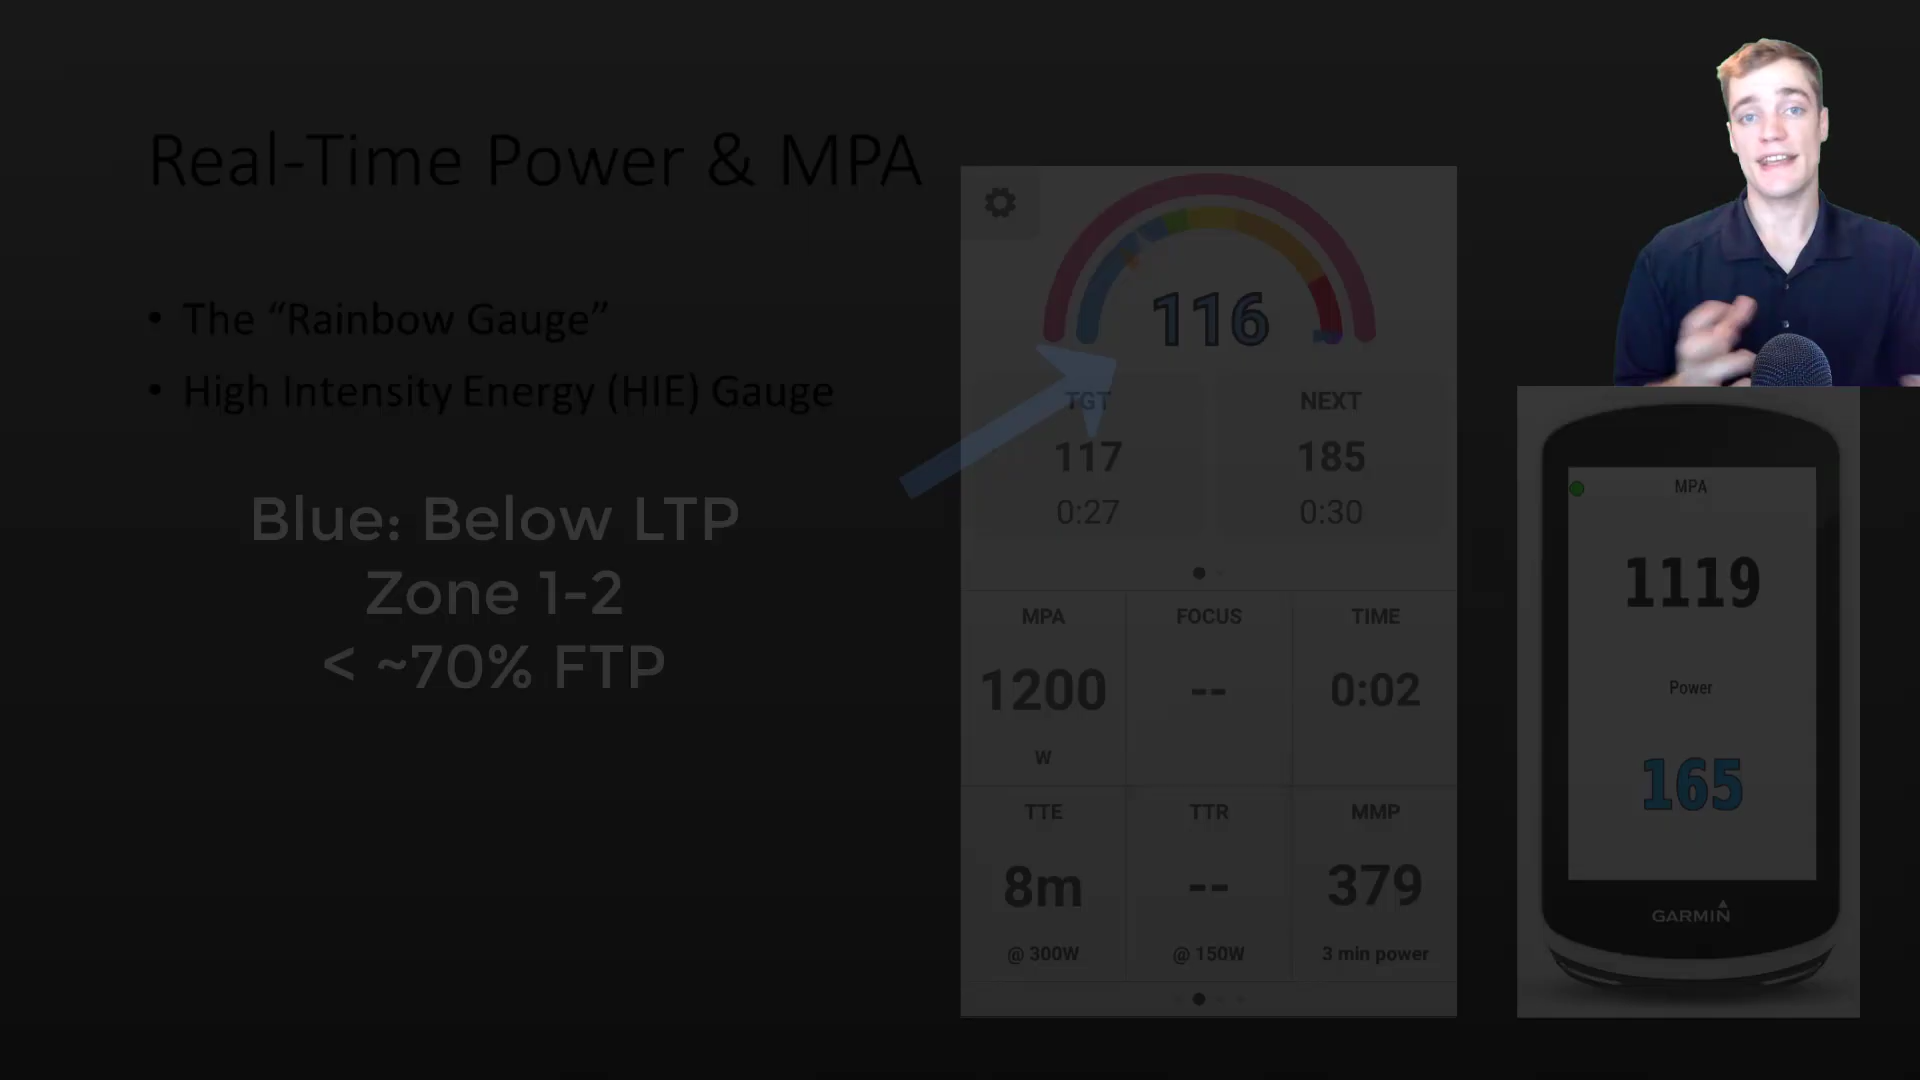 Real-Time Power & MPA
• The “Rainbow Gauge”
• High Intensity Energy (HIE) Gauge
Blue: Below LTP
Zone 1-2
< ~70% FTP
116
TGT
117
0:27
NEXT
185
0:30
MPA
1200
W
FOCUS
--
TIME
0:02
TTE
8m
@ 300W
TTR
--
@ 150W
MMP
379
3 min power
MPA
1119
Power
165
GARMIN